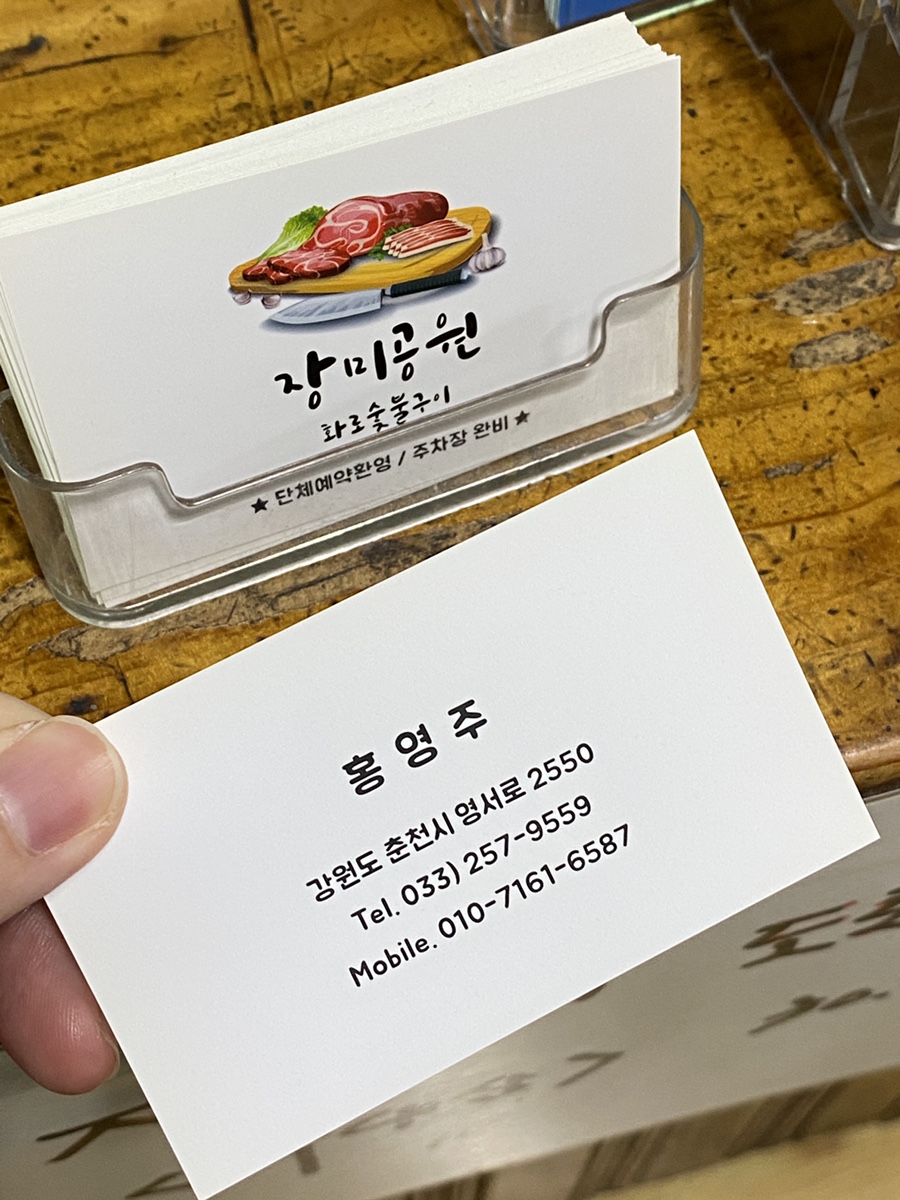 장미공원
화로숯불구이
★ 단체예약환영 / 주차장 완비 ★
홍영주
강원도 춘천시 영서로 2550
Tel. 033) 257-9559
Mobile. 010-7161-6587